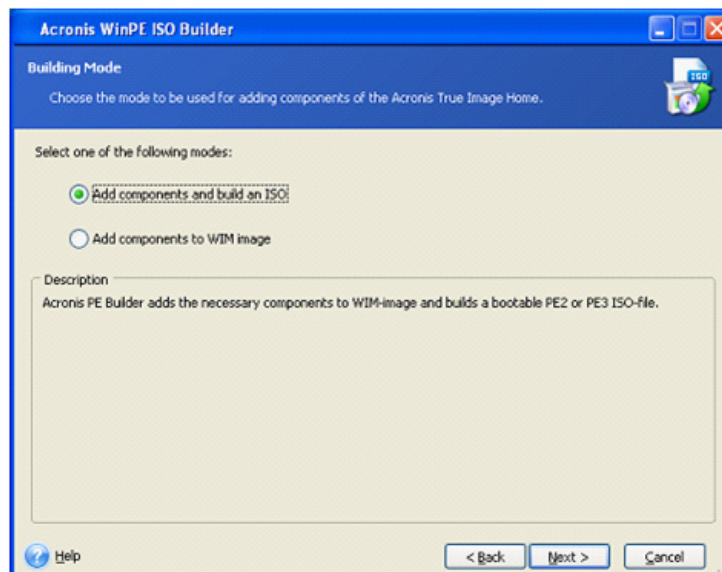 Acronis WinPE ISO Builder
Building Mode
Choose the mode to be used for adding components of the Acronis True Image Home.
ISO
Select one of the following modes:
Add components and build an ISO
Add components to WIM image
Description
Acronis PE Builder adds the necessary components to WIM-image and builds a bootable PE2 or PE3 ISO-file.
? Help
< Back
Next >
Cancel